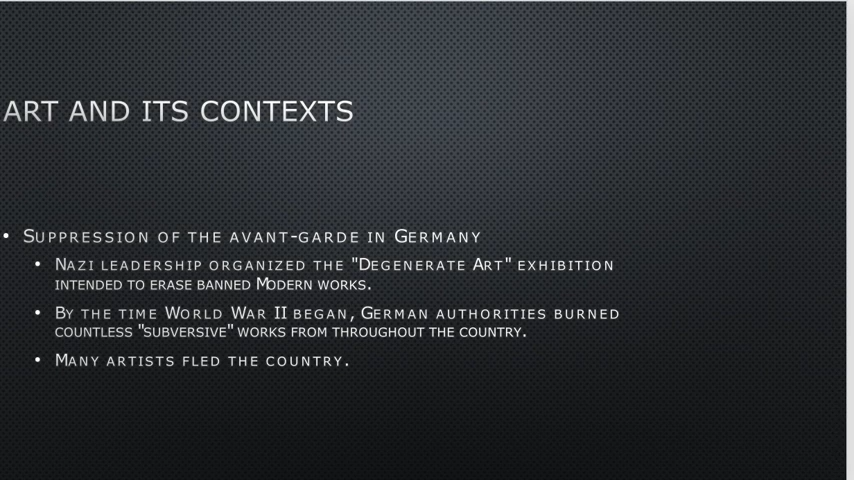 ART AND ITS CONTEXTS
• SUPPRESSION OF THE AVANT-GARDE IN GERMANY
• NAZI LEADERSHIP ORGANIZED THE "DEGENERATE ART" EXHIBITION
INTENDED TO ERASE BANNED MODERN WORKS.
• BY THE TIME WORLD WAR II BEGAN, GERMAN AUTHORITIES BURNED
COUNTLESS "SUBVERSIVE" WORKS FROM THROUGHOUT THE COUNTRY.
• MANY ARTISTS FLED THE COUNTRY.